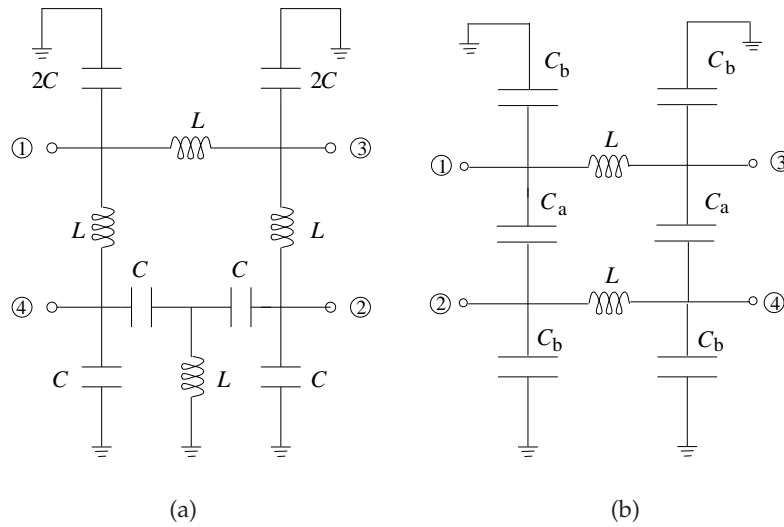 2C
2C
L
① ③
L L
C C
④ ②
C L C
(a)
C_b C_b
L
① ③
C_a C_a
L
② ④
C_b C_b
(b)